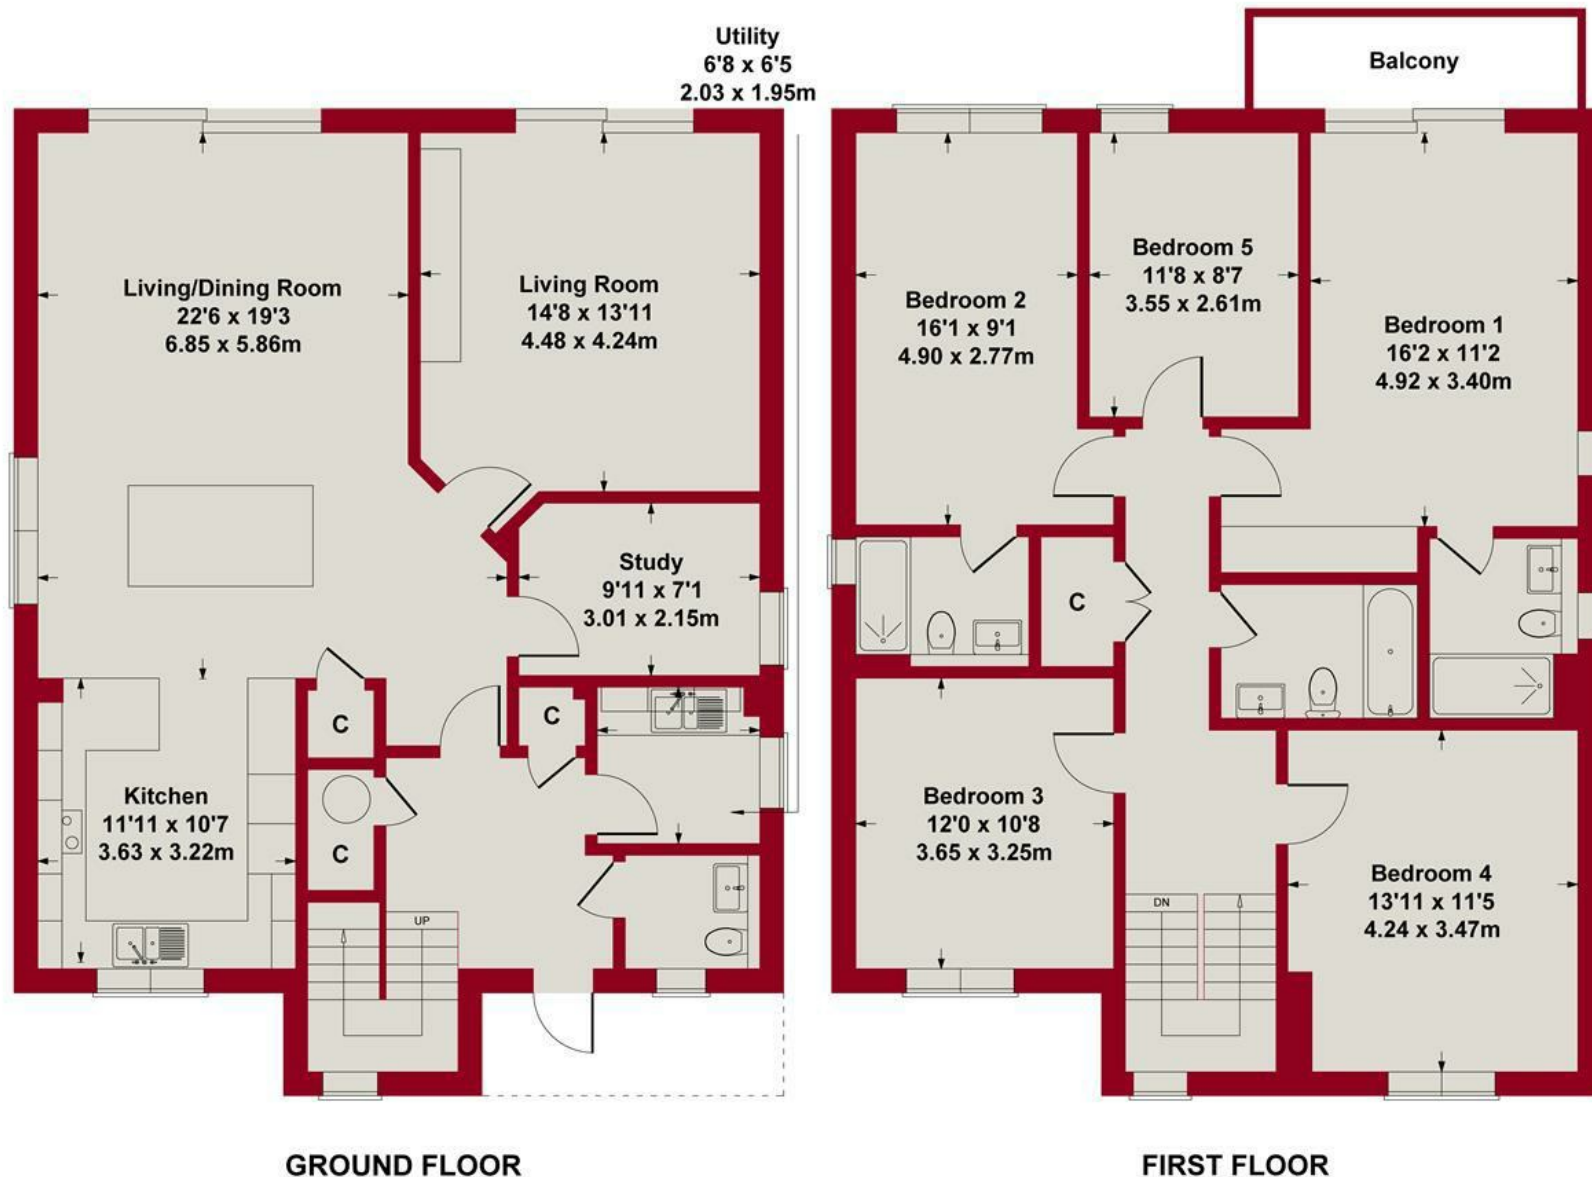 Utility
6'8 x 6'5
2.03 x 1.95m
Living/Dining Room
22'6 x 19'3
6.85 x 5.86m
Living Room
14'8 x 13'11
4.48 x 4.24m
Study
9'11 x 7'1
3.01 x 2.15m
C
C
Kitchen
11'11 x 10'7
3.63 x 3.22m
C
UP
GROUND FLOOR
Balcony
Bedroom 2
16'1 x 9'1
4.90 x 2.77m
Bedroom 5
11'8 x 8'7
3.55 x 2.61m
Bedroom 1
16'2 x 11'2
4.92 x 3.40m
C
Bedroom 3
12'0 x 10'8
3.65 x 3.25m
Bedroom 4
13'11 x 11'5
4.24 x 3.47m
DN
FIRST FLOOR